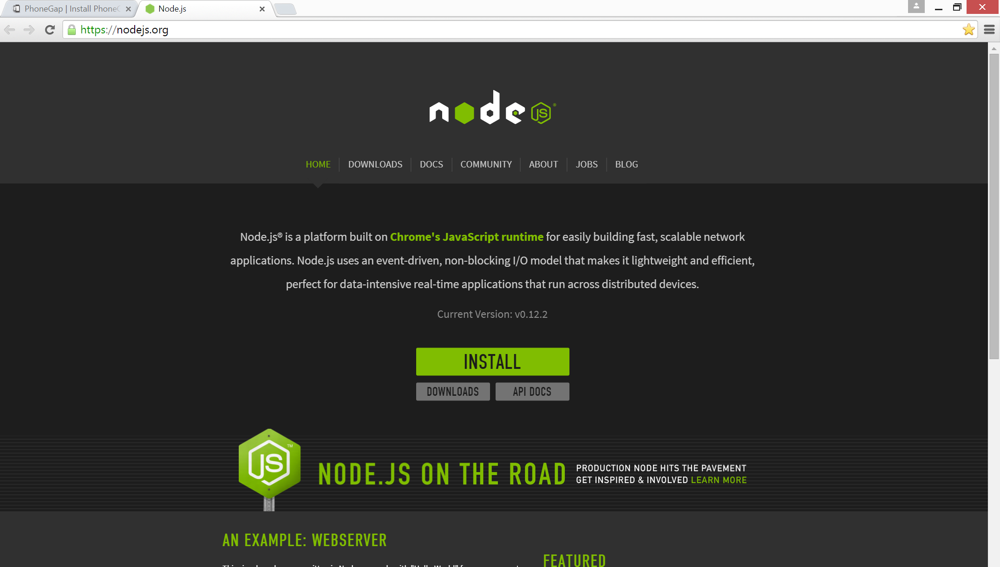 PhoneGap | Install Phone
Node.js
https://nodejs.org
node JS ®
HOME
DOWNLOADS
DOCS
COMMUNITY
ABOUT
JOBS
BLOG
Node.js® is a platform built on Chrome's JavaScript runtime for easily building fast, scalable network
applications. Node.js uses an event-driven, non-blocking I/O model that makes it lightweight and efficient,
perfect for data-intensive real-time applications that run across distributed devices.
Current Version: v0.12.2
INSTALL
DOWNLOADS
API DOCS
JS TM
NODE.JS ON THE ROAD
PRODUCTION NODE HITS THE PAVEMENT
GET INSPIRED & INVOLVED LEARN MORE
AN EXAMPLE: WEBSERVER
FEATURED